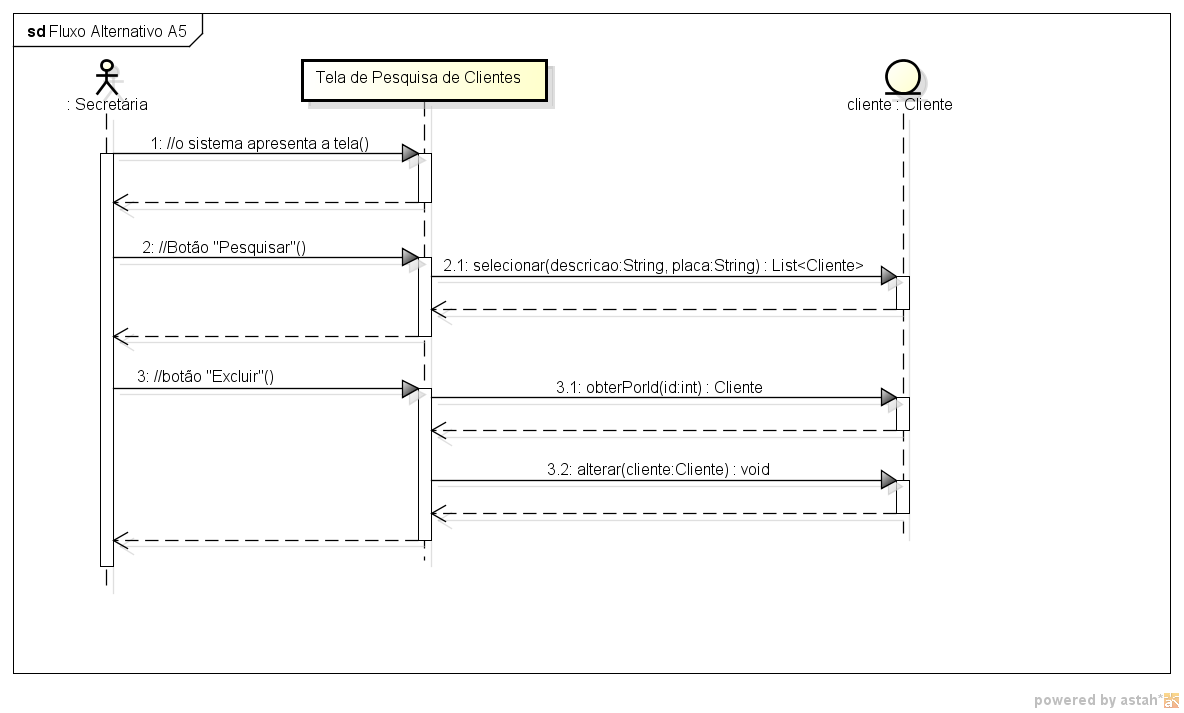 sd Fluxo Alternativo A5
Tela de Pesquisa de Clientes
: Secretária
cliente : Cliente
1: //o sistema apresenta a tela()
2: //Botão "Pesquisar"()
2.1: selecionar(descricao:String, placa:String) : List<Cliente>
3: //botão "Excluir"()
3.1: obterPorId(id:int) : Cliente
3.2: alterar(cliente:Cliente) : void
powered by astah*